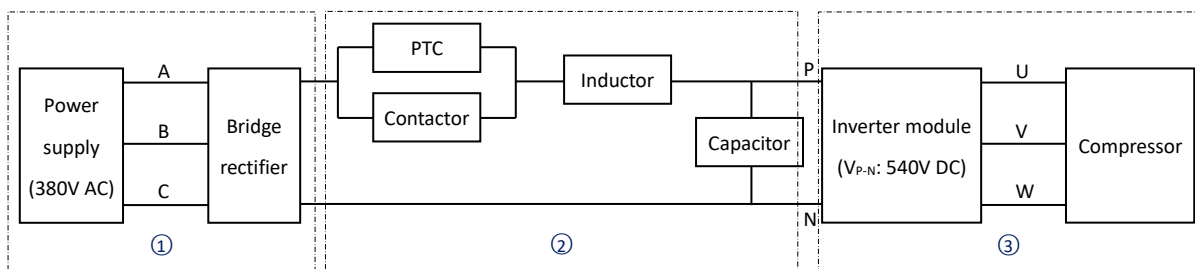 Power
supply
(380V AC)
A
B
C
Bridge
rectifier
PTC
Contactor
Inductor
Capacitor
P
N
Inverter module
(VP-N: 540V DC)
U
V
W
Compressor
①
②
③